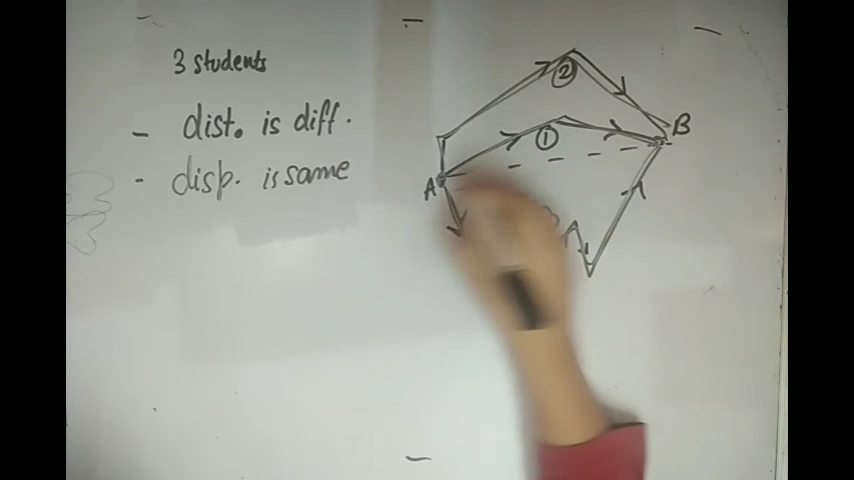 3 students
- dist. is diff.
- disp. is same
②
①
B
A